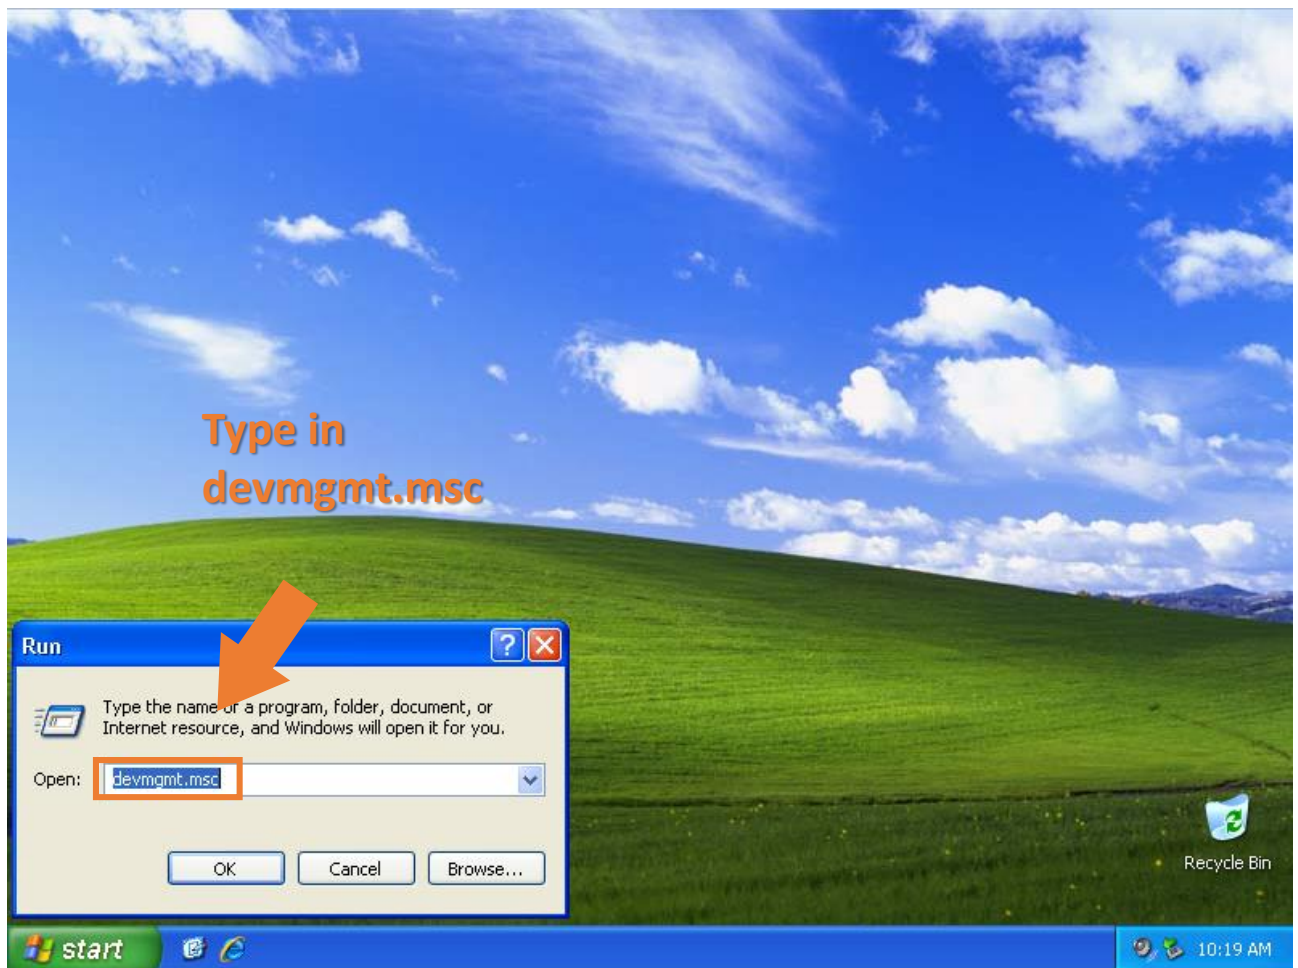 Type in
devmgmt.msc
Run
Type the name of a program, folder, document, or
Internet resource, and Windows will open it for you.
Open: devmgmt.msc
OK Cancel Browse...
Recycle Bin
start 10:19 AM